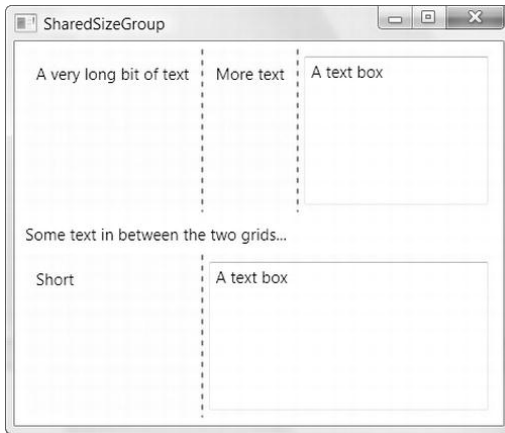 SharedSizeGroup
A very long bit of text
More text
A text box
Some text in between the two grids...
Short
A text box